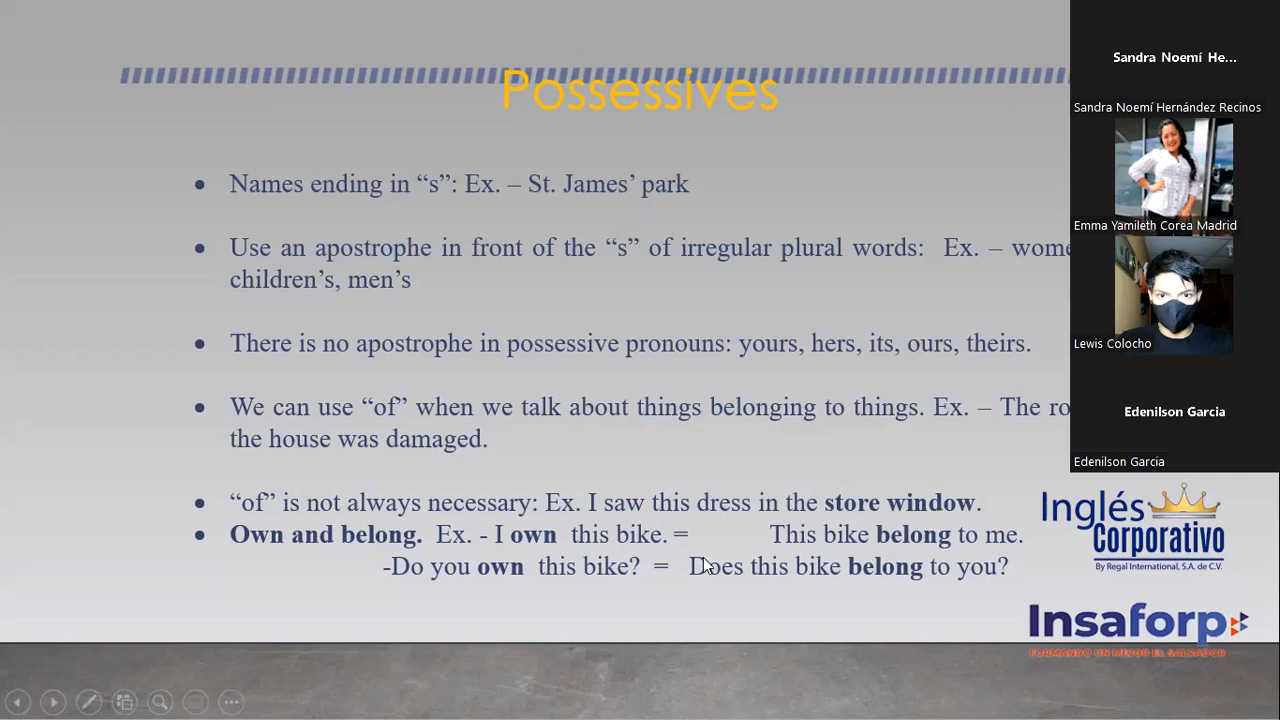 Possessives
• Names ending in “s”: Ex. – St. James’ park
• Use an apostrophe in front of the “s” of irregular plural words: Ex. –
children’s, men’s
• There is no apostrophe in possessive pronouns: yours, hers, its, ours, theirs.
• We can use “of” when we talk about things belonging to things. Ex. – The
the house was damaged.
• “of” is not always necessary: Ex. I saw this dress in the store window.
• Own and belong. Ex. - I own this bike. = This bike belong to me.
-Do you own this bike? = Does this bike belong to you?
Sandra Noemí He...
Sandra Noemí Hernández Recinos
Emma Yamileth Corea Madrid
Lewis Colocho
Edenilson Garcia
Edenilson Garcia
Inglés
Corporativo
By Regal International, S.A. de C.V.
Insaforp
FORMANDO UN MEJOR EL SALVADOR